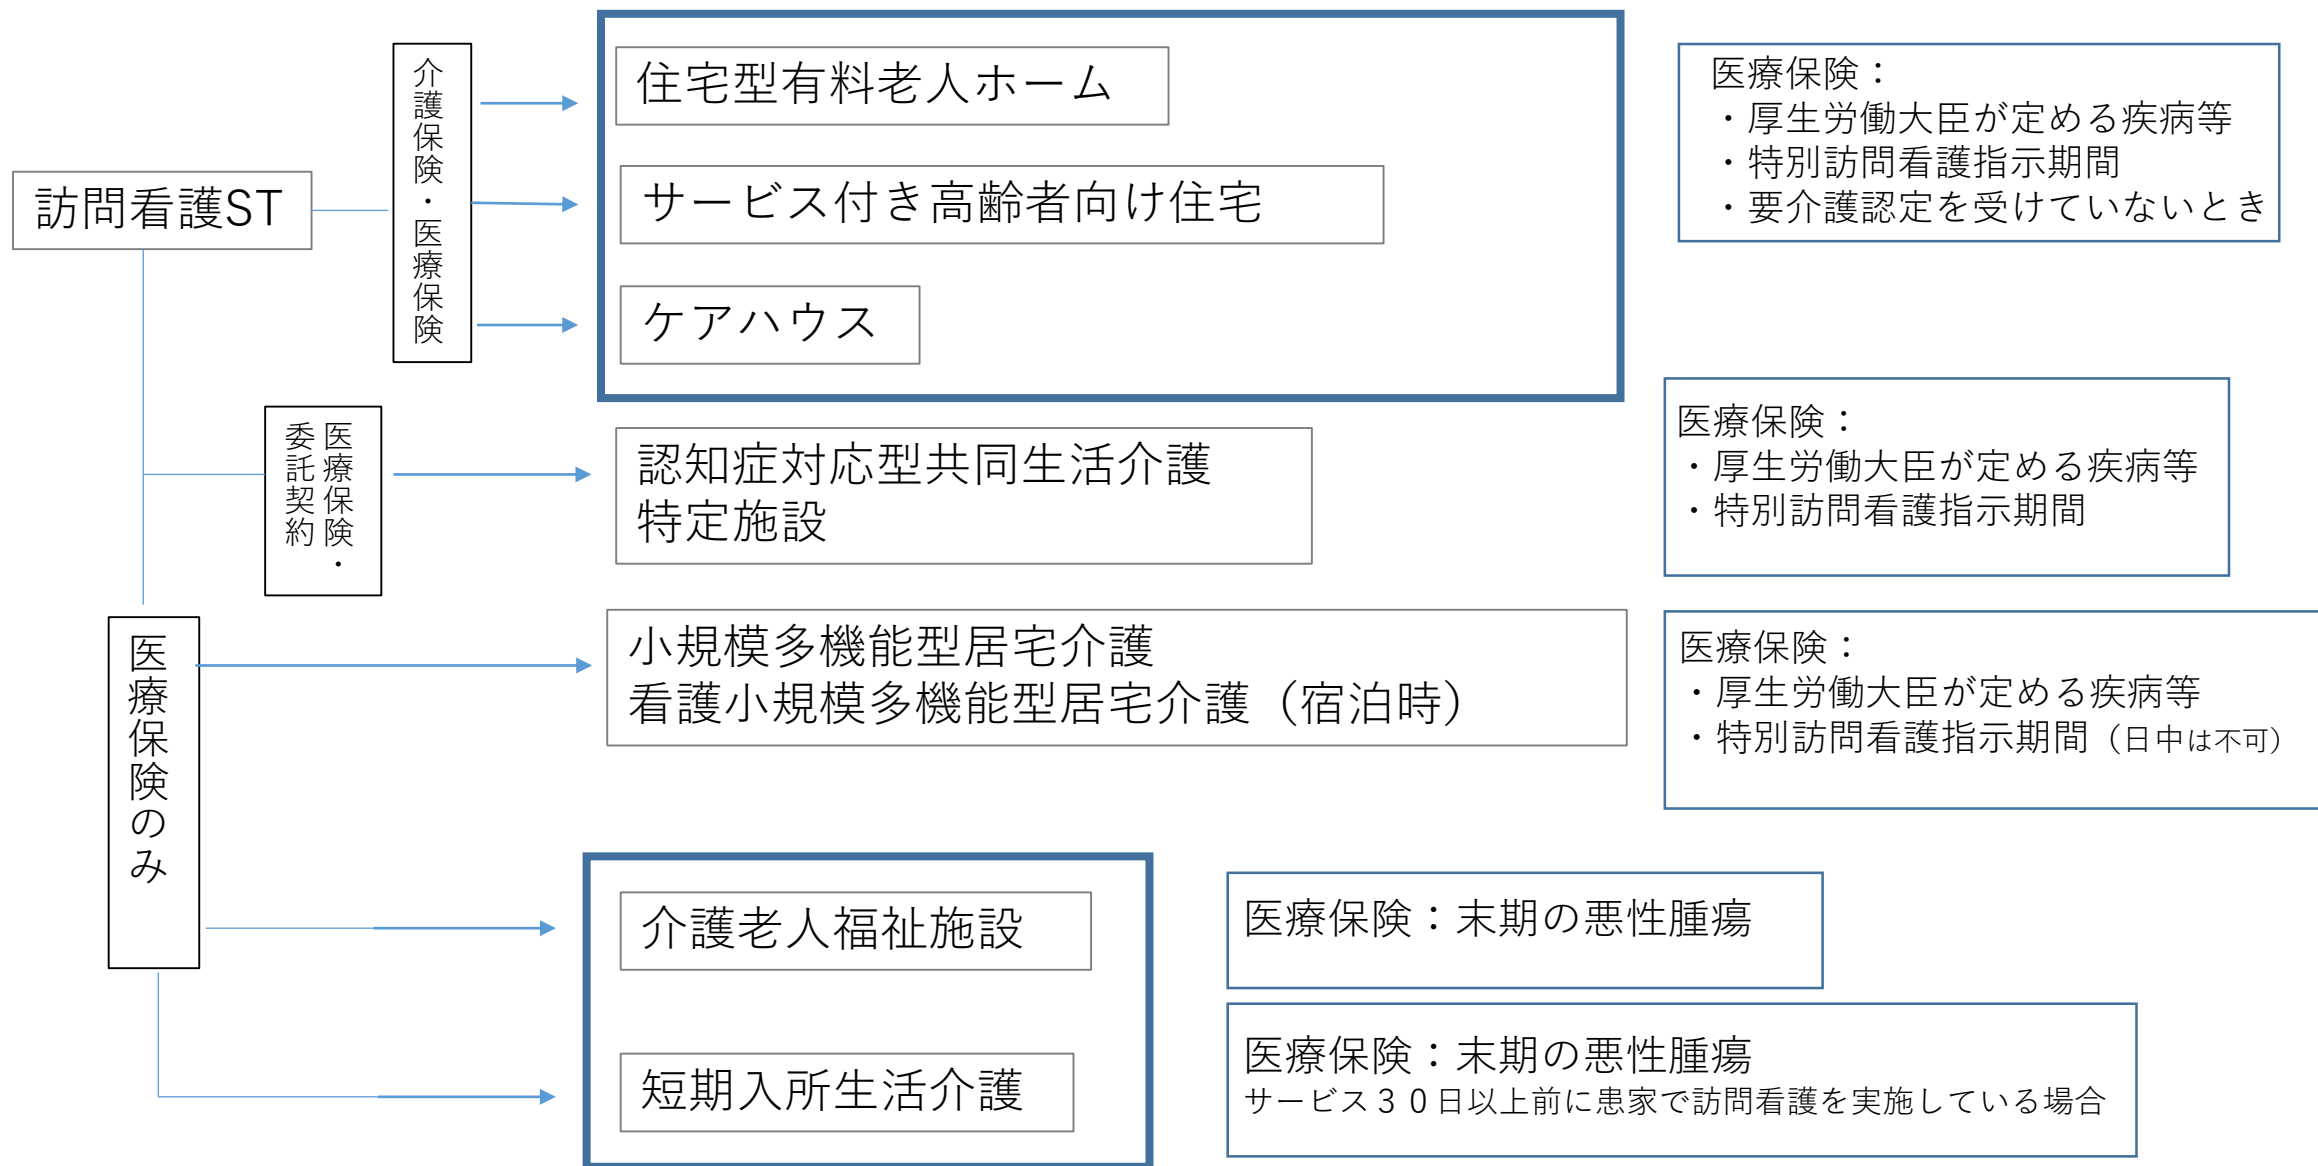 訪問看護ST
介護保険・医療保険
住宅型有料老人ホーム
サービス付き高齢者向け住宅
ケアハウス
医療保険：
・厚生労働大臣が定める疾病等
・特別訪問看護指示期間
・要介護認定を受けていないとき
医療保険・
委託契約
認知症対応型共同生活介護
特定施設
医療保険：
・厚生労働大臣が定める疾病等
・特別訪問看護指示期間
医療保険のみ
小規模多機能型居宅介護
看護小規模多機能型居宅介護（宿泊時）
医療保険：
・厚生労働大臣が定める疾病等
・特別訪問看護指示期間（日中は不可）
介護老人福祉施設
医療保険：末期の悪性腫瘍
短期入所生活介護
医療保険：末期の悪性腫瘍
サービス３０日以上前に患家で訪問看護を実施している場合